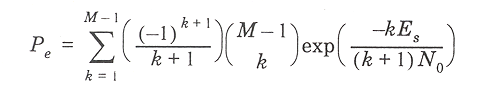 $P_e = \sum_{k=1}^{M-1} \left( \frac{(-1)^{k+1}}{k+1} \right) \binom{M-1}{k} \exp\left( \frac{-kE_s}{(k+1)N_0} \right)$